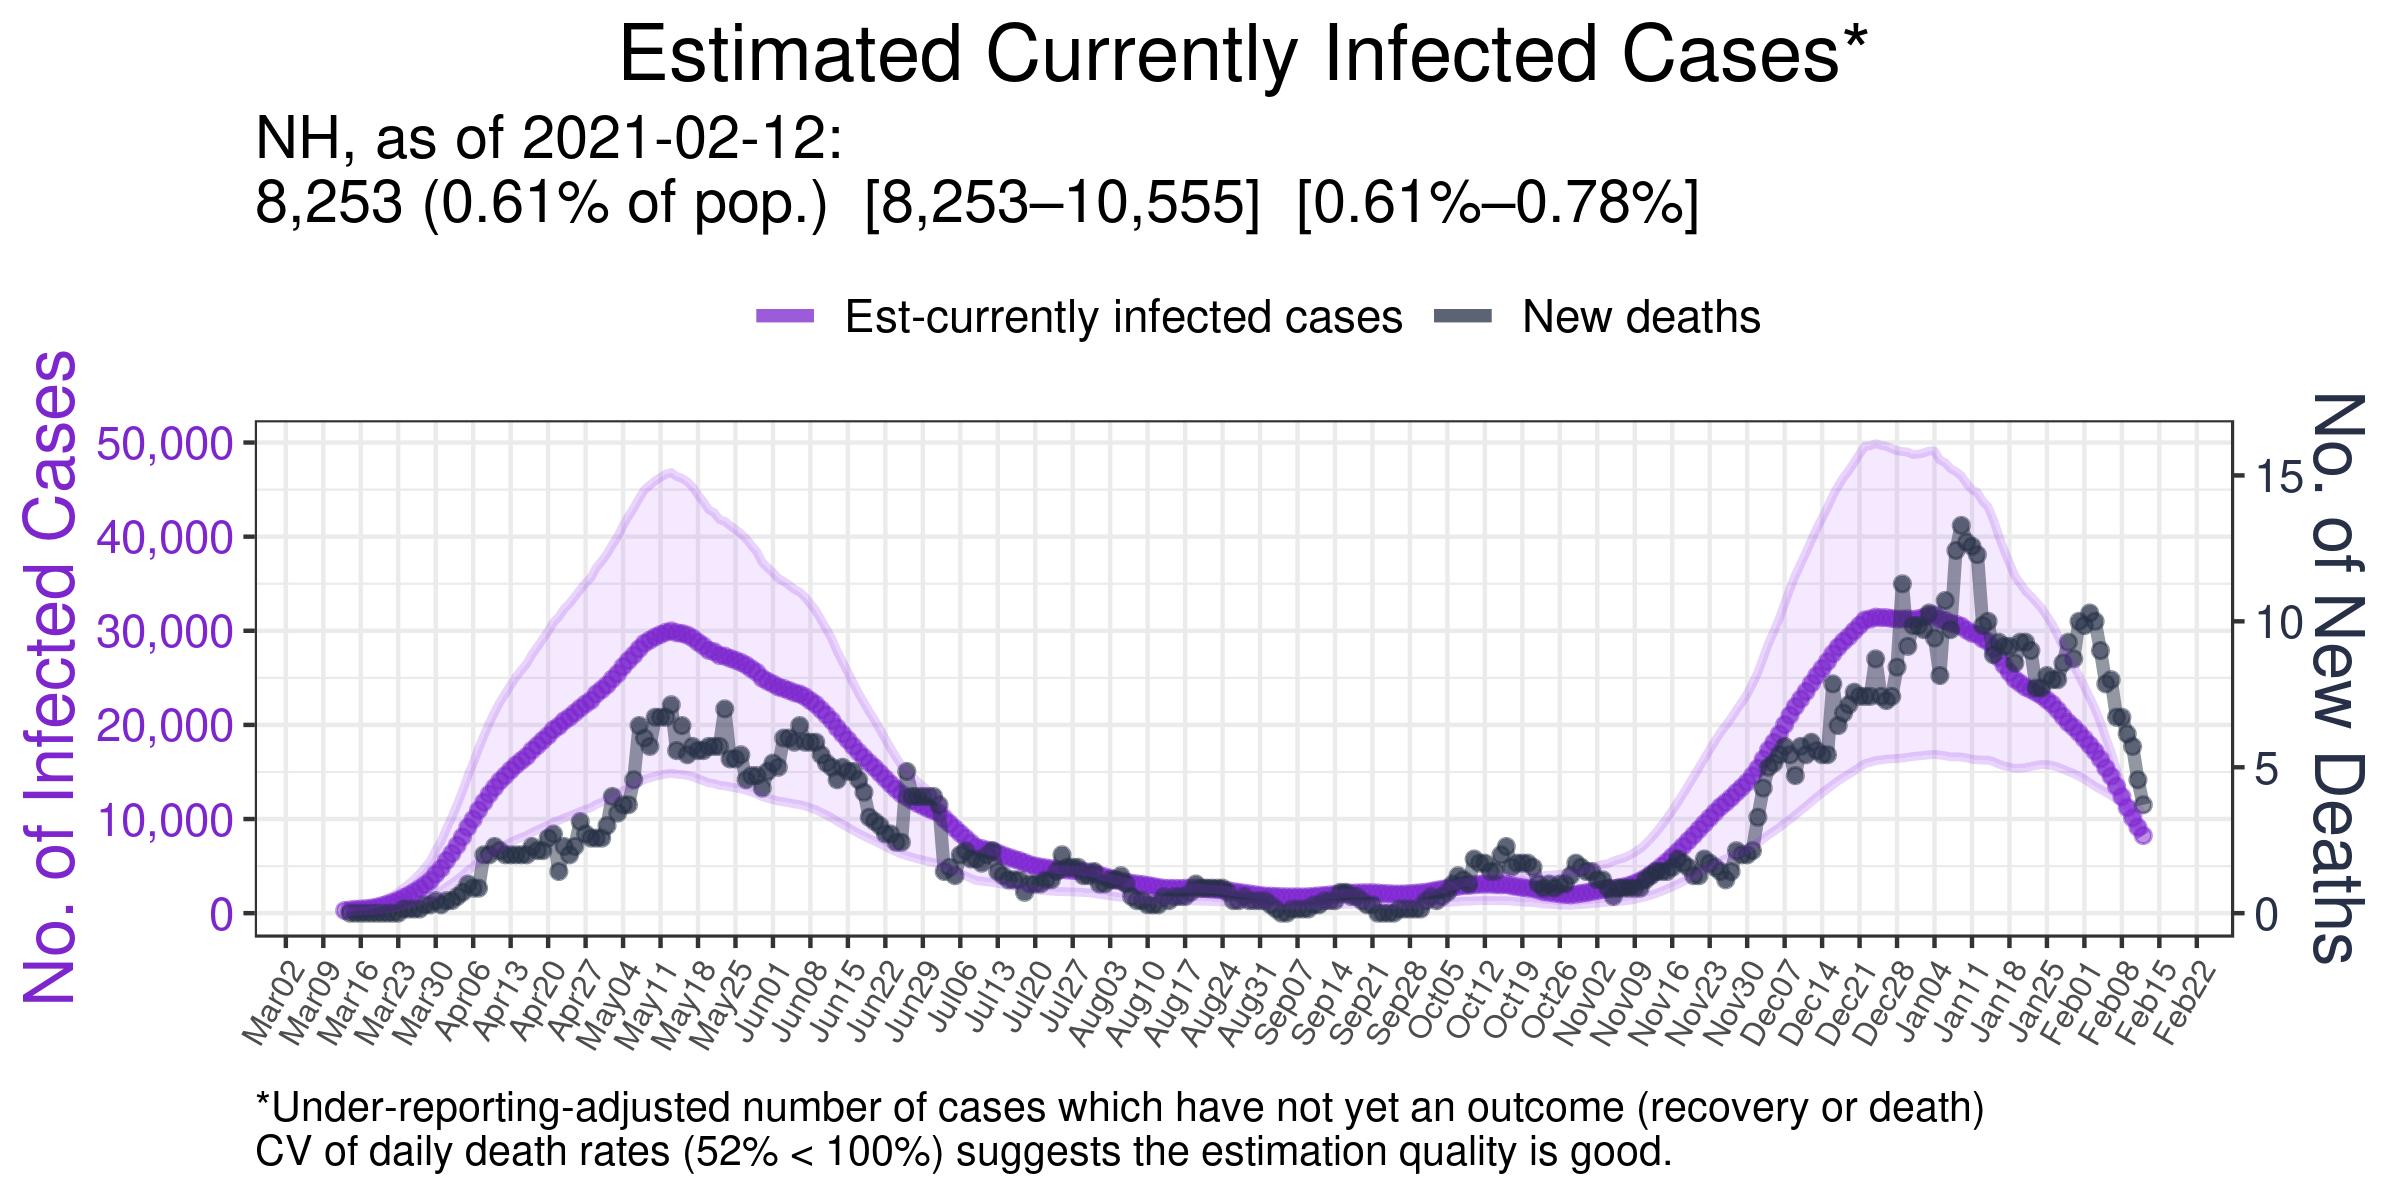 Estimated Currently Infected Cases*
NH, as of 2021-02-12:
8,253 (0.61% of pop.) [8,253–10,555] [0.61%–0.78%]
Est-currently infected cases
New deaths
No. of Infected Cases
50,000
40,000
30,000
20,000
10,000
0
15
10
5
0
No. of New Deaths
Mar02
Mar09
Mar16
Mar23
Mar30
Apr06
Apr13
Apr20
Apr27
May04
May11
May18
May25
Jun01
Jun08
Jun15
Jun22
Jun29
Jul06
Jul13
Jul20
Jul27
Aug03
Aug10
Aug17
Aug24
Aug31
Sep07
Sep14
Sep21
Sep28
Oct05
Oct12
Oct19
Oct26
Nov02
Nov09
Nov16
Nov23
Nov30
Dec07
Dec14
Dec21
Dec28
Jan04
Jan11
Jan18
Jan25
Feb01
Feb08
Feb15
Feb22
*Under-reporting-adjusted number of cases which have not yet an outcome (recovery or death)
CV of daily death rates (52% < 100%) suggests the estimation quality is good.